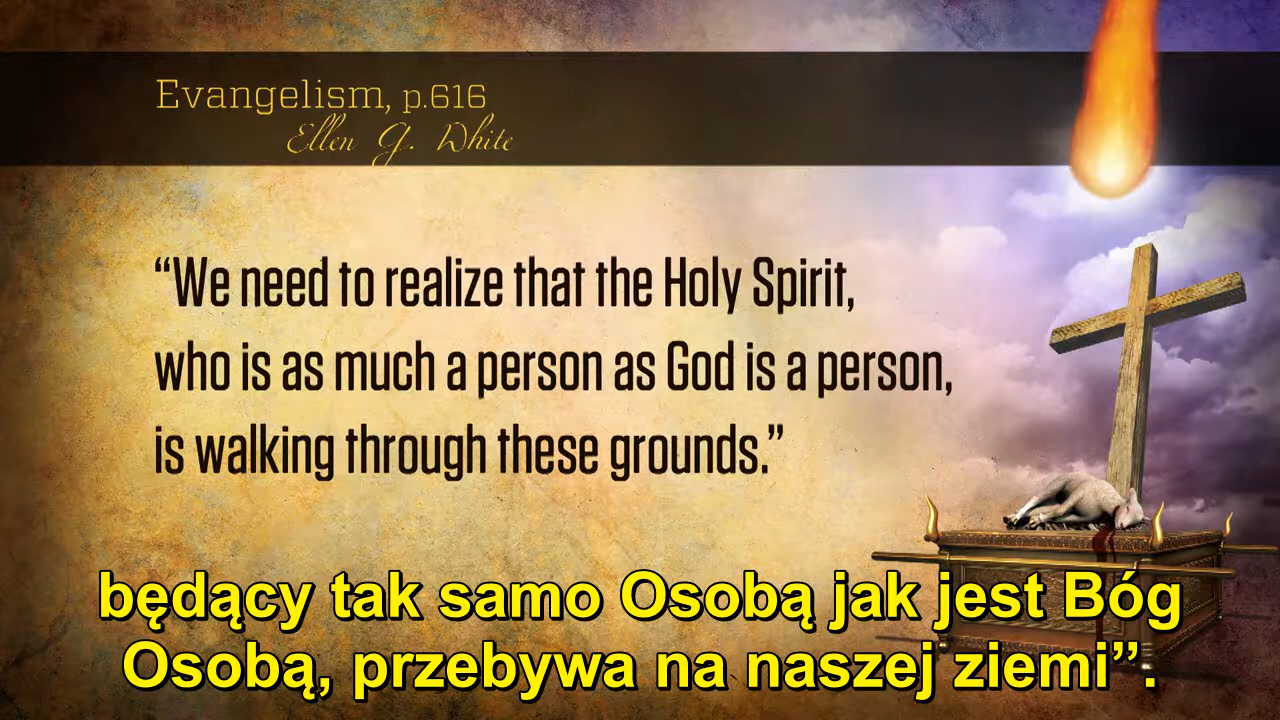 Evangelism, p.616
Ellen G. White
“We need to realize that the Holy Spirit,
who is as much a person as God is a person,
is walking through these grounds.”
będący tak samo Osobą jak jest Bóg
Osobą, przebywa na naszej ziemi”.